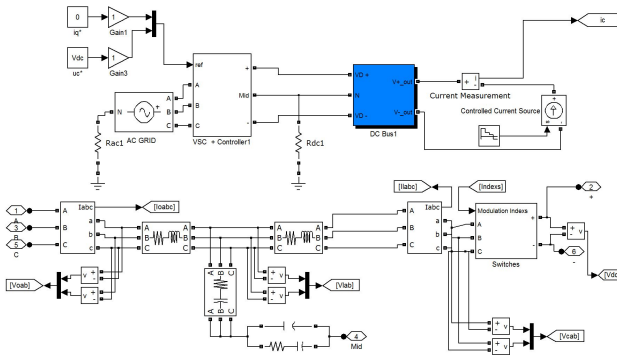 0
iq*
1
Gain1
Vdc
uc*
1
Gain3
ref
A
B
C
+
Mid
-
VSC + Controller1
N
A
B
C
AC GRID
Rac1
Rdc1
VD +
N
VD -
V+_out
V-_out
DC Bus1
+
i
-
Current Measurement
Controlled Current Source
ic
1
A
3
B
5
C
A
B
C
Iabc
a
b
c
[Ioabc]
A
B
C
A
B
C
A
B
C
A
B
C
[Voab]
+
-
v
+
-
v
A
B
C
A
B
C
+
-
v
+
-
v
[Vlab]
4
Mid
[Ilabc]
A
B
C
Iabc
a
b
c
[Indexs]
Modulation Indexs
A
B
C
+
-
Switches
2
+
6
-
+
-
v
[Vdc
+
-
v
+
-
v
[Vcab]